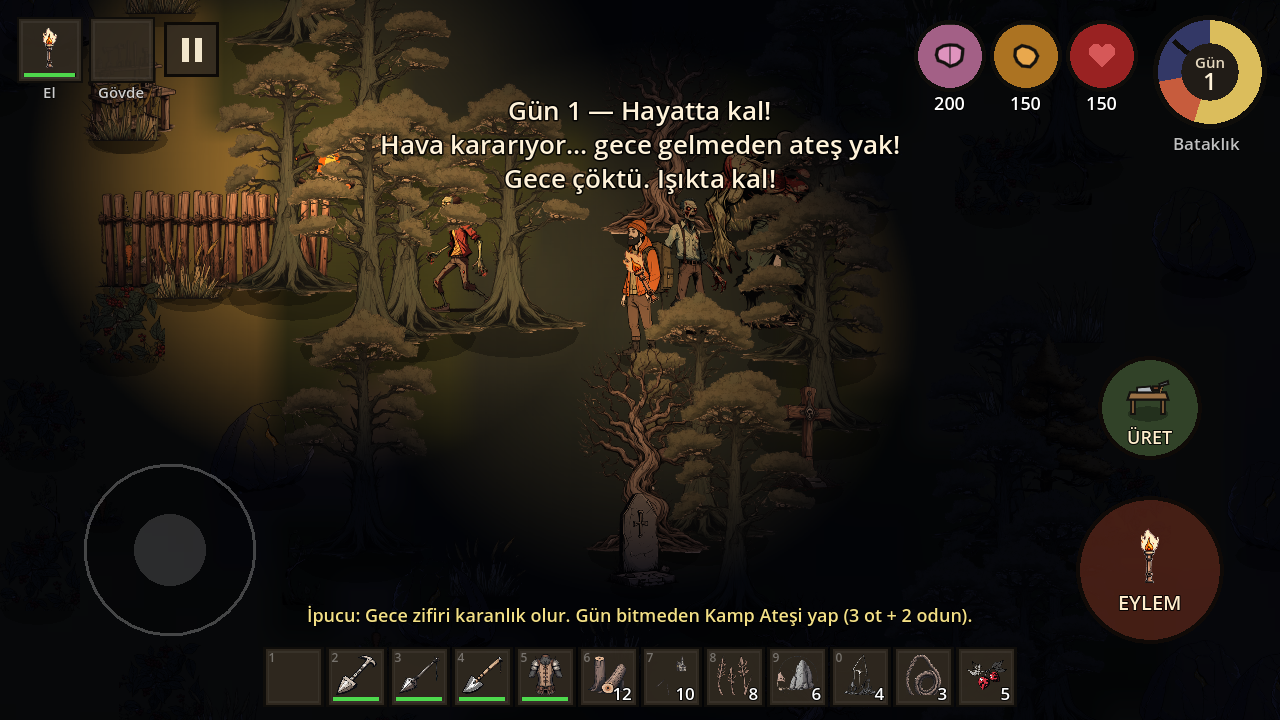 El
Gövde
200
150
150
Gün
1
Bataklık
Gün 1 — Hayatta kal!
Hava kararıyor... gece gelmeden ateş yak!
Gece çöktü. Işıkta kal!
ÜRET
EYLEM
İpucu: Gece zifiri karanlık olur. Gün bitmeden Kamp Ateşi yap (3 ot + 2 odun).
1
2
3
4
5
6
12
7
10
8
8
9
6
0
4
3
5